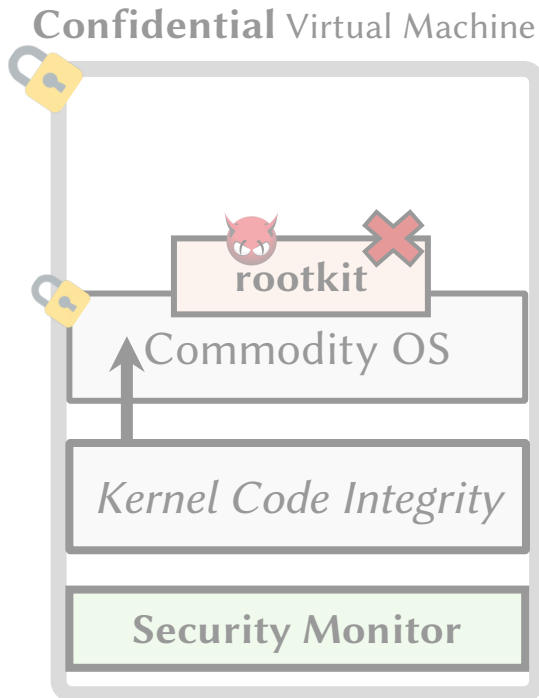 Confidential Virtual Machine
rootkit
Commodity OS
Kernel Code Integrity
Security Monitor